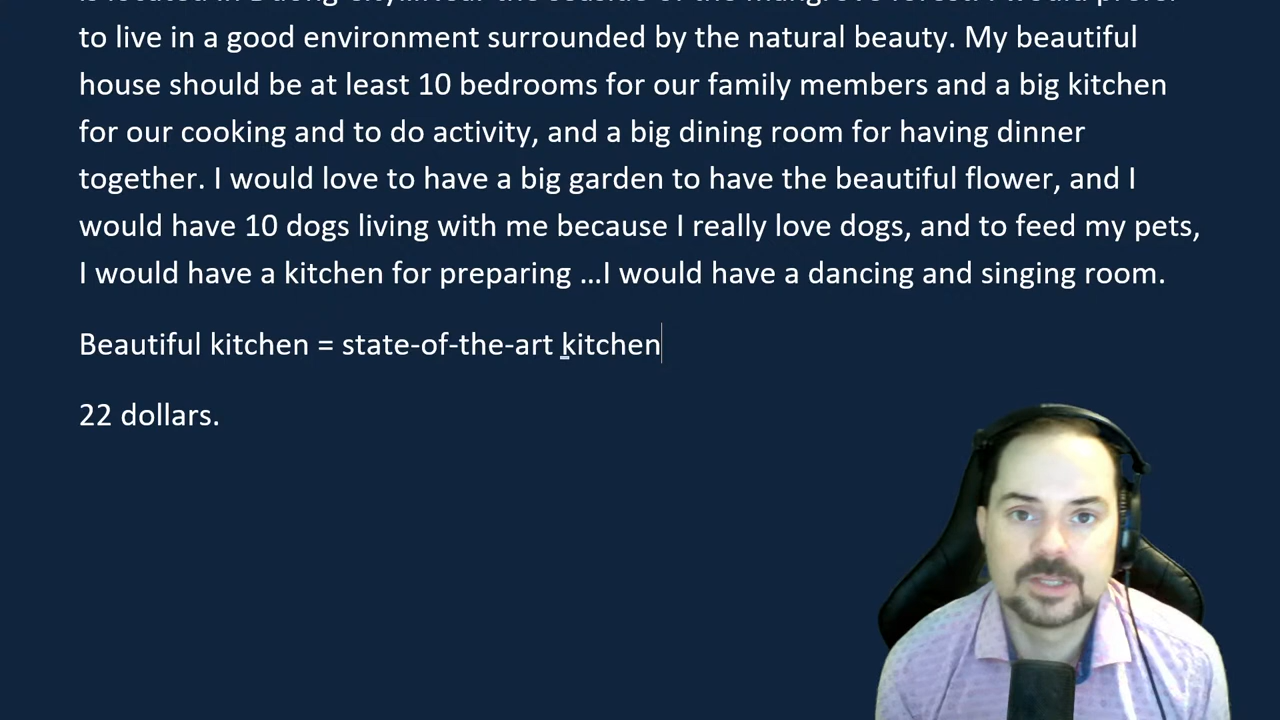 to live in a good environment surrounded by the natural beauty. My beautiful
house should be at least 10 bedrooms for our family members and a big kitchen
for our cooking and to do activity, and a big dining room for having dinner
together. I would love to have a big garden to have the beautiful flower, and I
would have 10 dogs living with me because I really love dogs, and to feed my pets,
I would have a kitchen for preparing …I would have a dancing and singing room.
Beautiful kitchen = state-of-the-art kitchen
22 dollars.